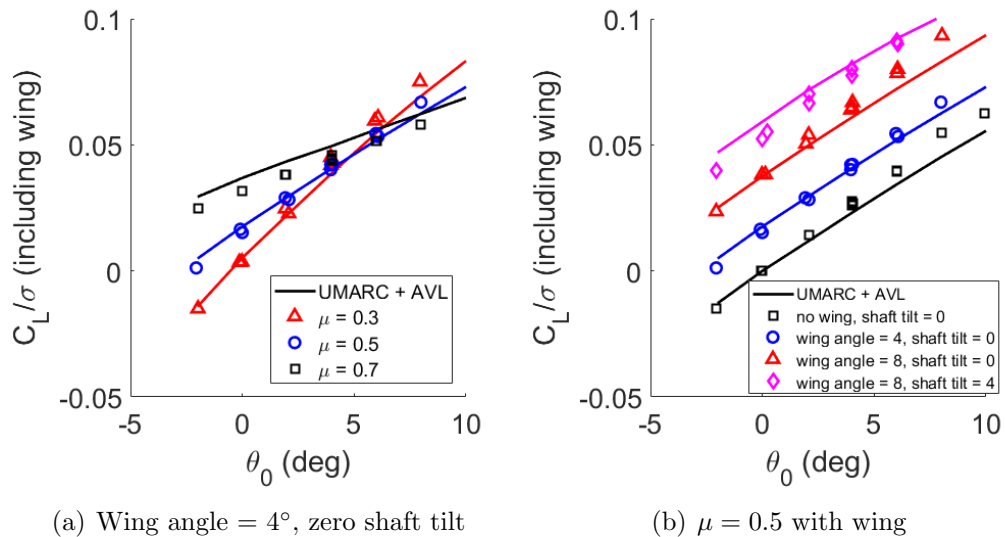 0.1
0.05
0
-0.05
-5
0
5
10
C_L/σ (including wing)
θ_0 (deg)
UMARC + AVL
μ = 0.3
μ = 0.5
μ = 0.7
(a) Wing angle = 4°, zero shaft tilt
0.1
0.05
0
-0.05
-5
0
5
10
C_L/σ (including wing)
θ_0 (deg)
UMARC + AVL
no wing, shaft tilt = 0
wing angle = 4, shaft tilt = 0
wing angle = 8, shaft tilt = 0
wing angle = 8, shaft tilt = 4
(b) μ = 0.5 with wing